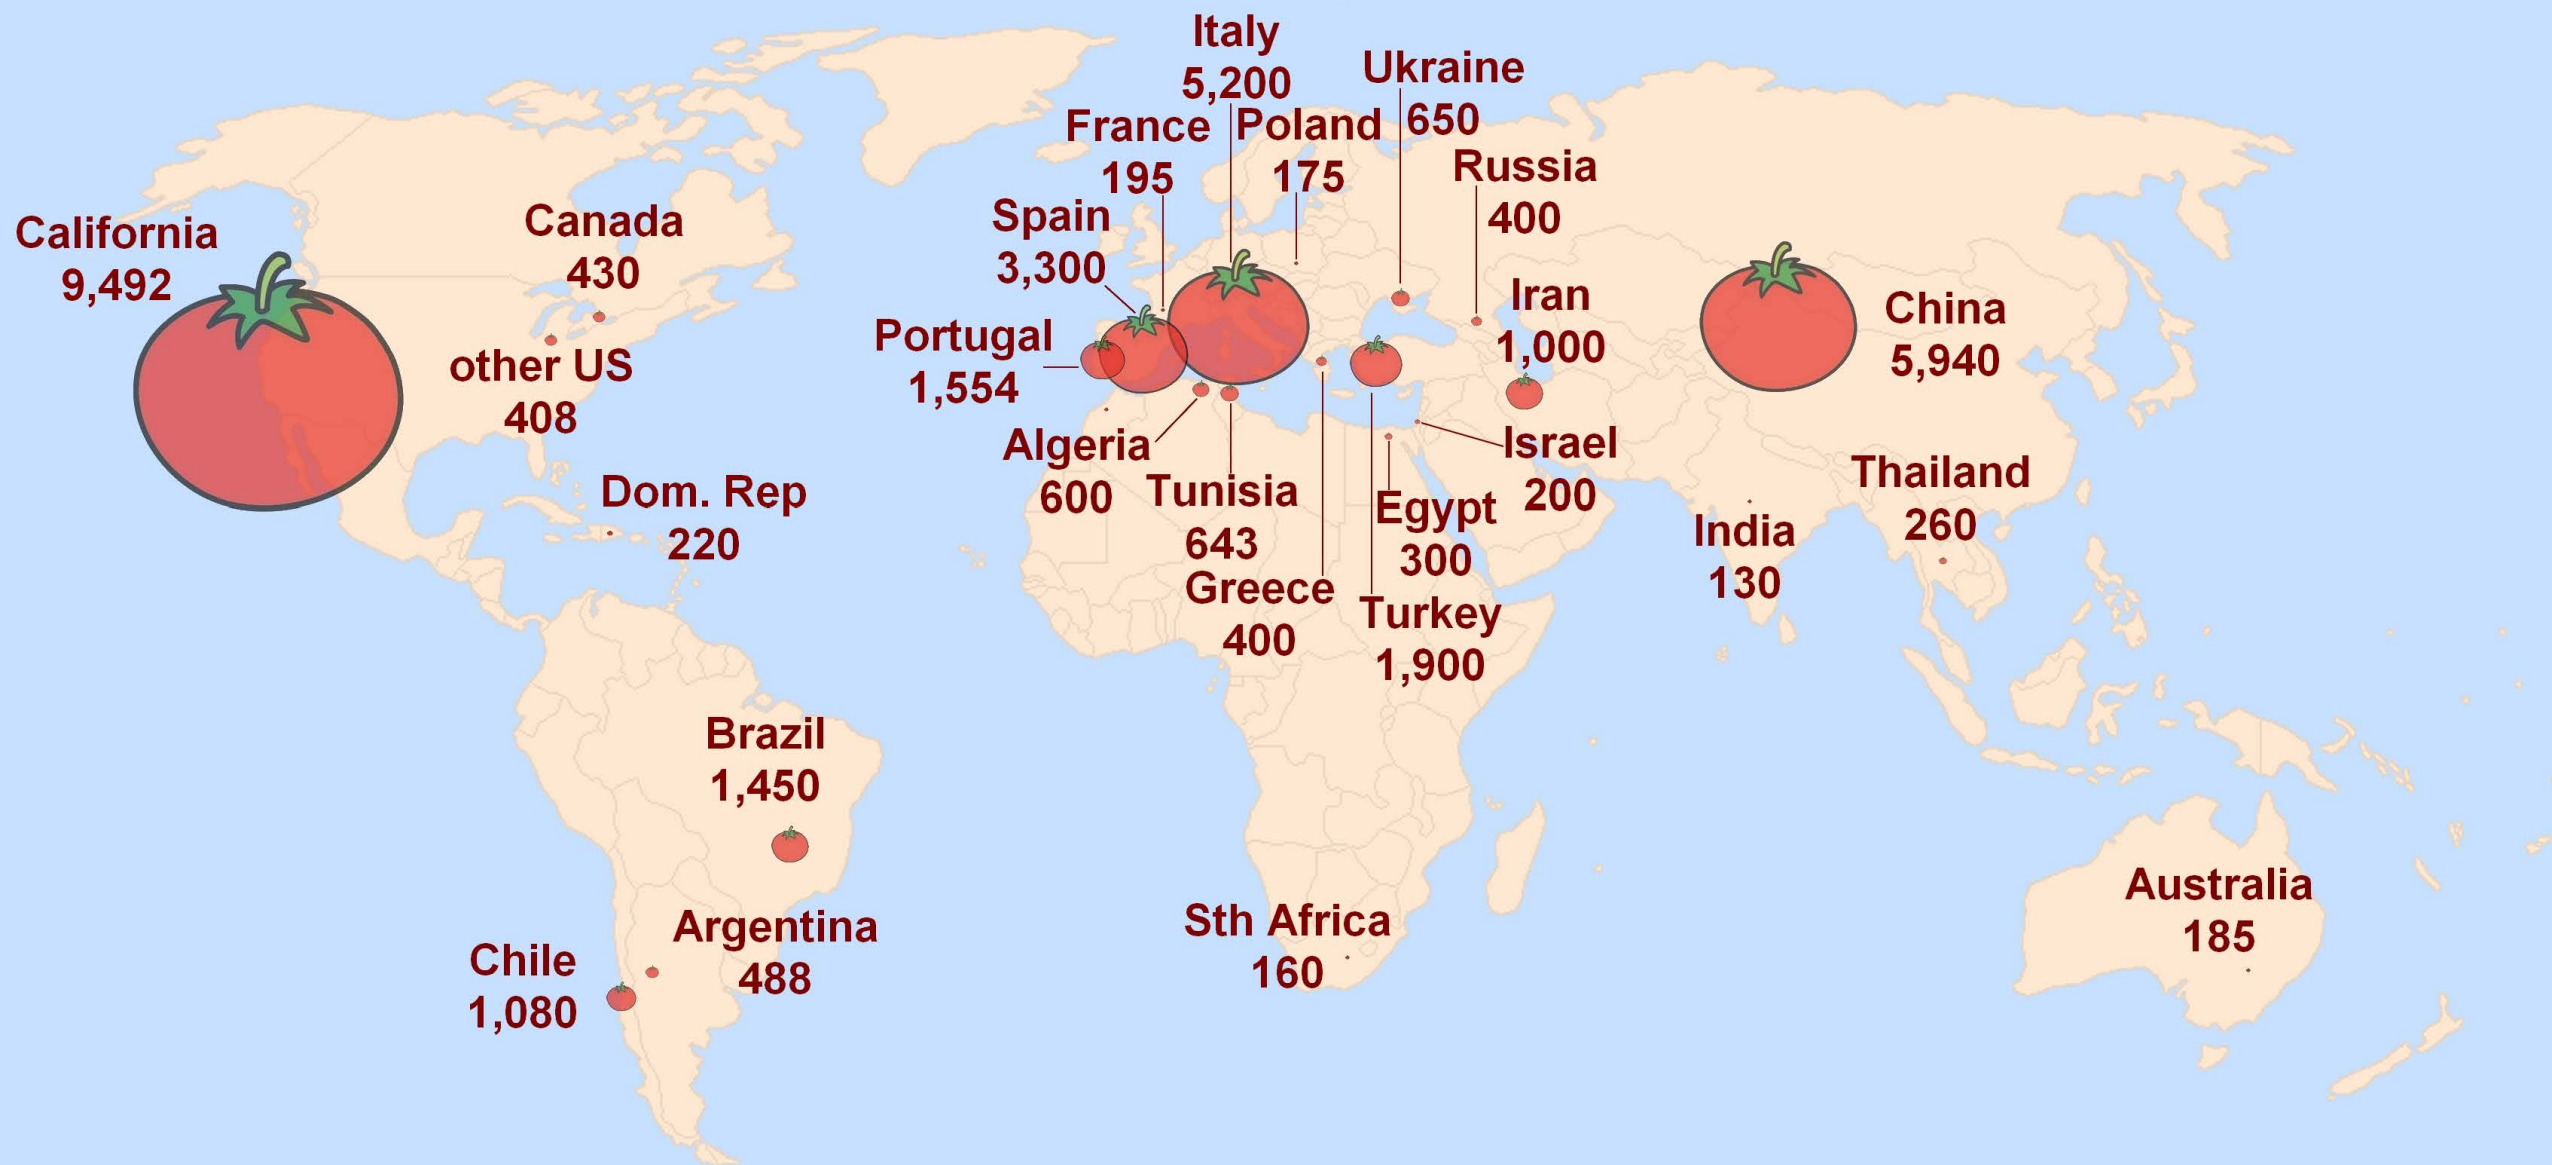 Italy
5,200
Ukraine
650
France
195
Poland
175
Russia
400
Spain
3,300
California
9,492
Canada
430
Iran
1,000
China
5,940
Portugal
1,554
other US
408
Algeria
600
Tunisia
643
Israel
200
Thailand
260
Dom. Rep
220
Egypt
300
India
130
Greece
400
Turkey
1,900
Brazil
1,450
Australia
185
Sth Africa
160
Argentina
488
Chile
1,080